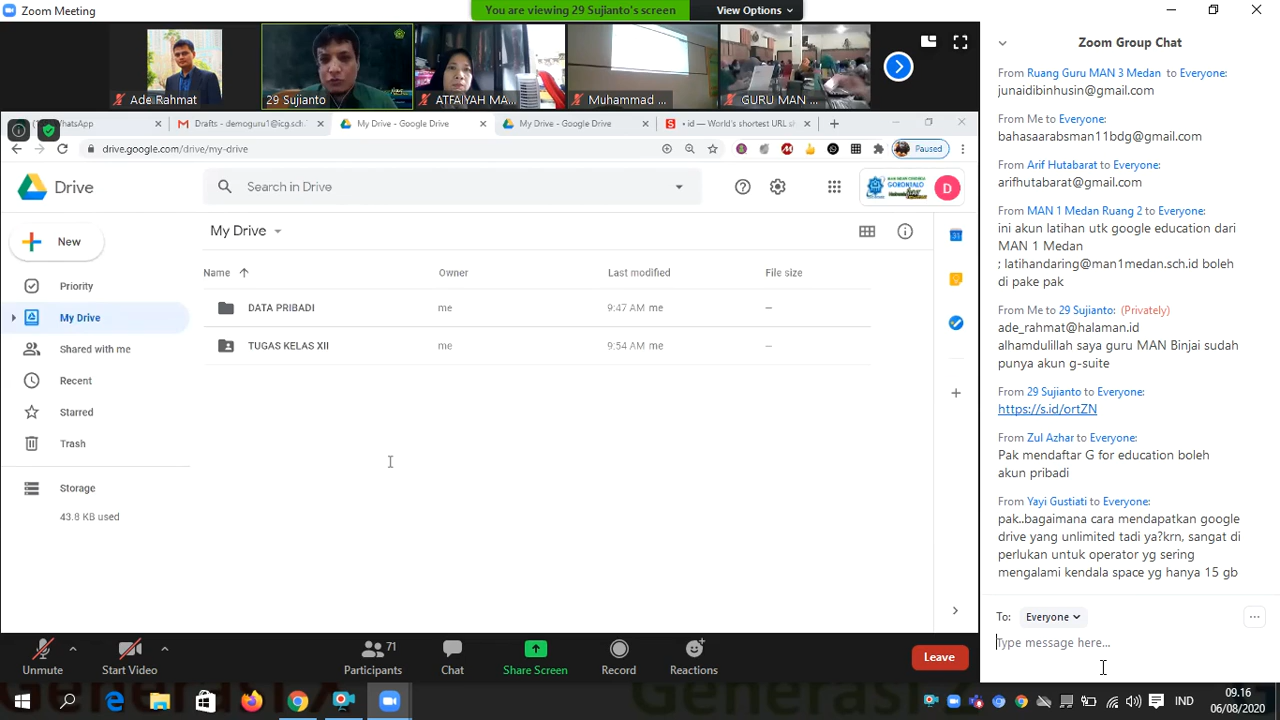 Zoom Meeting
You are viewing 29 Sujianto's screen
View Options
Ade Rahmat
29 Sujianto
ATFAIYAH MA...
Muhammad ...
GURU MAN ...
WhatsApp
Drafts - demoguru1@icg.sch.
My Drive - Google Drive
My Drive - Google Drive
• id — World's shortest URL sh
drive.google.com/drive/my-drive
Paused
Drive
Search in Drive
GORONTALO
D
New
My Drive
Name
Owner
Last modified
File size
Priority
DATA PRIBADI
me
9:47 AM me
–
My Drive
TUGAS KELAS XII
me
9:54 AM me
–
Shared with me
Recent
Starred
Trash
Storage
43.8 KB used
31
Unmute
Start Video
71
Participants
Chat
Share Screen
Record
Reactions
Leave
Zoom Group Chat
From Ruang Guru MAN 3 Medan to Everyone:
junaidibinhusin@gmail.com
From Me to Everyone:
bahasaarabsman11bdg@gmail.com
From Arif Hutabarat to Everyone:
arifhutabarat@gmail.com
From MAN 1 Medan Ruang 2 to Everyone:
ini akun latihan utk google education dari
MAN 1 Medan
; latihandaring@man1medan.sch.id boleh
di pake pak
From Me to 29 Sujianto: (Privately)
ade_rahmat@halaman.id
alhamdulillah saya guru MAN Binjai sudah
punya akun g-suite
From 29 Sujianto to Everyone:
https://s.id/ortZN
From Zul Azhar to Everyone:
Pak mendaftar G for education boleh
akun pribadi
From Yayi Gustiati to Everyone:
pak..bagaimana cara mendapatkan google
drive yang unlimited tadi ya?krn, sangat di
perlukan untuk operator yg sering
mengalami kendala space yg hanya 15 gb
To: Everyone
Type message here...
IND
09.16
06/08/2020